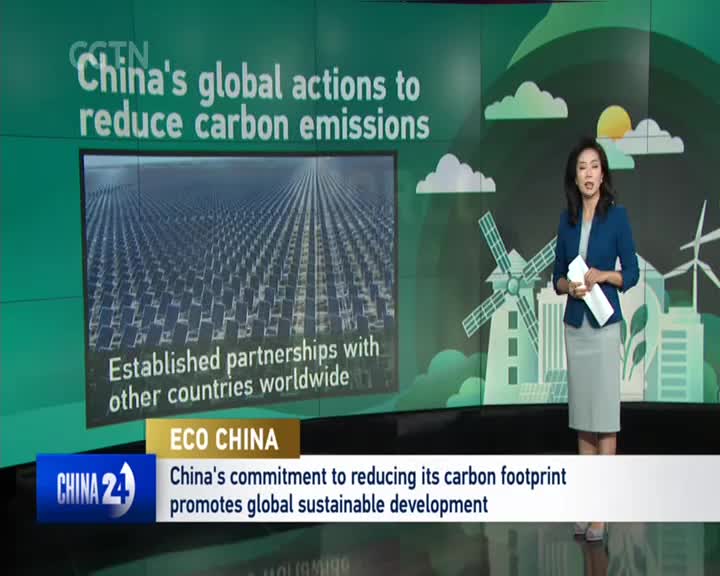 CGTN
China's global actions to
reduce carbon emissions
Established partnerships with
other countries worldwide
ECO CHINA
China's commitment to reducing its carbon footprint
promotes global sustainable development
CHINA 24